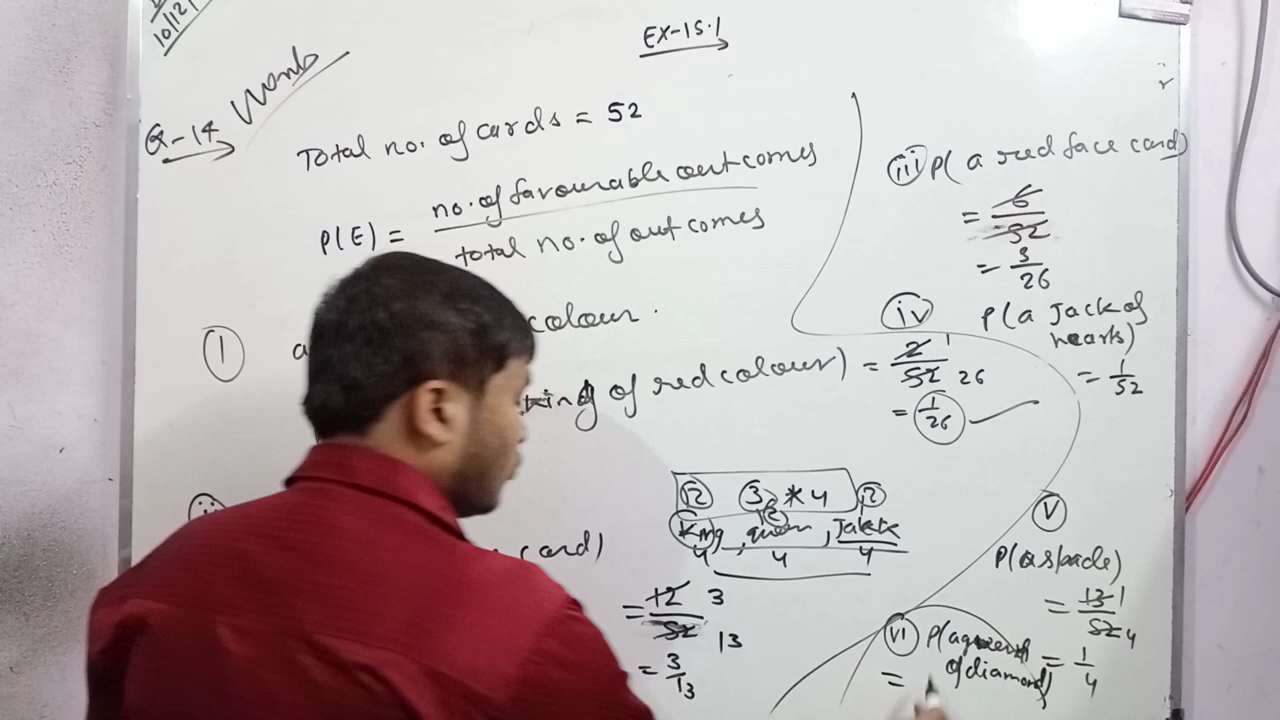 10/12/
EX-15.1
Q-14
Total no. of cards = 52
P(E) = no. of favourable outcomes
total no. of outcomes
① a colour.
king of red colour) = 2/52 1 26
= 1/26
card)
⑫ 3 * 4 ⑫
King, queen, Jack
4 4 4
= 12/52 3 13
= 3/13
iii P(a red face card)
= 6/52
= 3/26
iv P(a Jack of
hearts)
= 1/52
v
P(a spade)
= 13/52 1 4
= 1/4
vi P(a queen
of diamond)
=